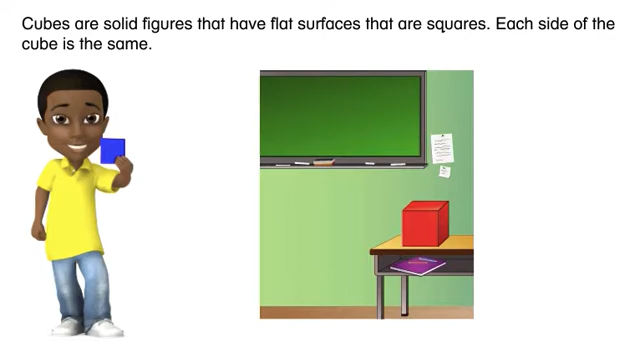 Cubes are solid figures that have flat surfaces that are squares. Each side of the
cube is the same.